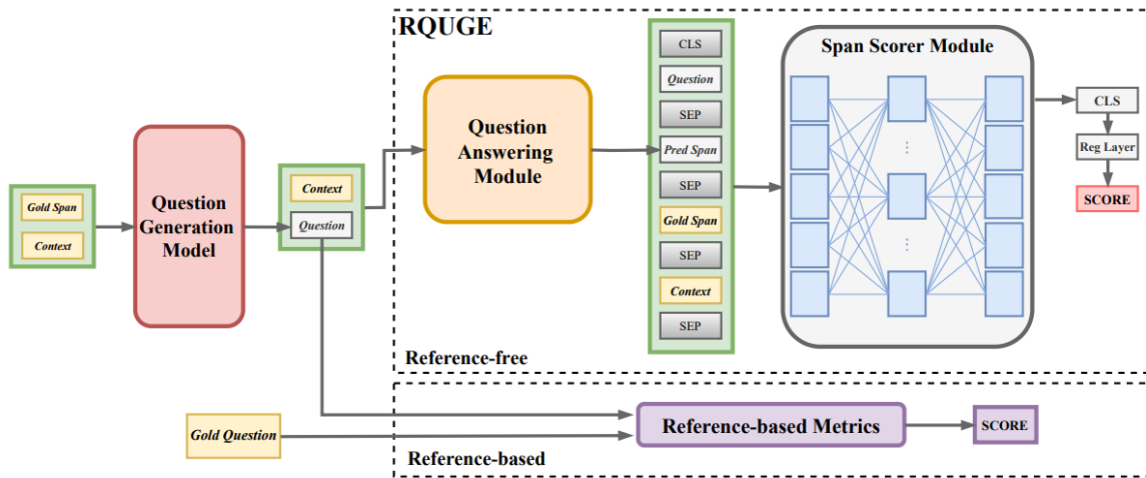 RQUGE
Gold Span
Context
Question
Generation
Model
Context
Question
Question
Answering
Module
CLS
Question
SEP
Pred Span
SEP
Gold Span
SEP
Context
SEP
Span Scorer Module
CLS
Reg Layer
SCORE
Reference-free
Gold Question
Reference-based Metrics
SCORE
Reference-based